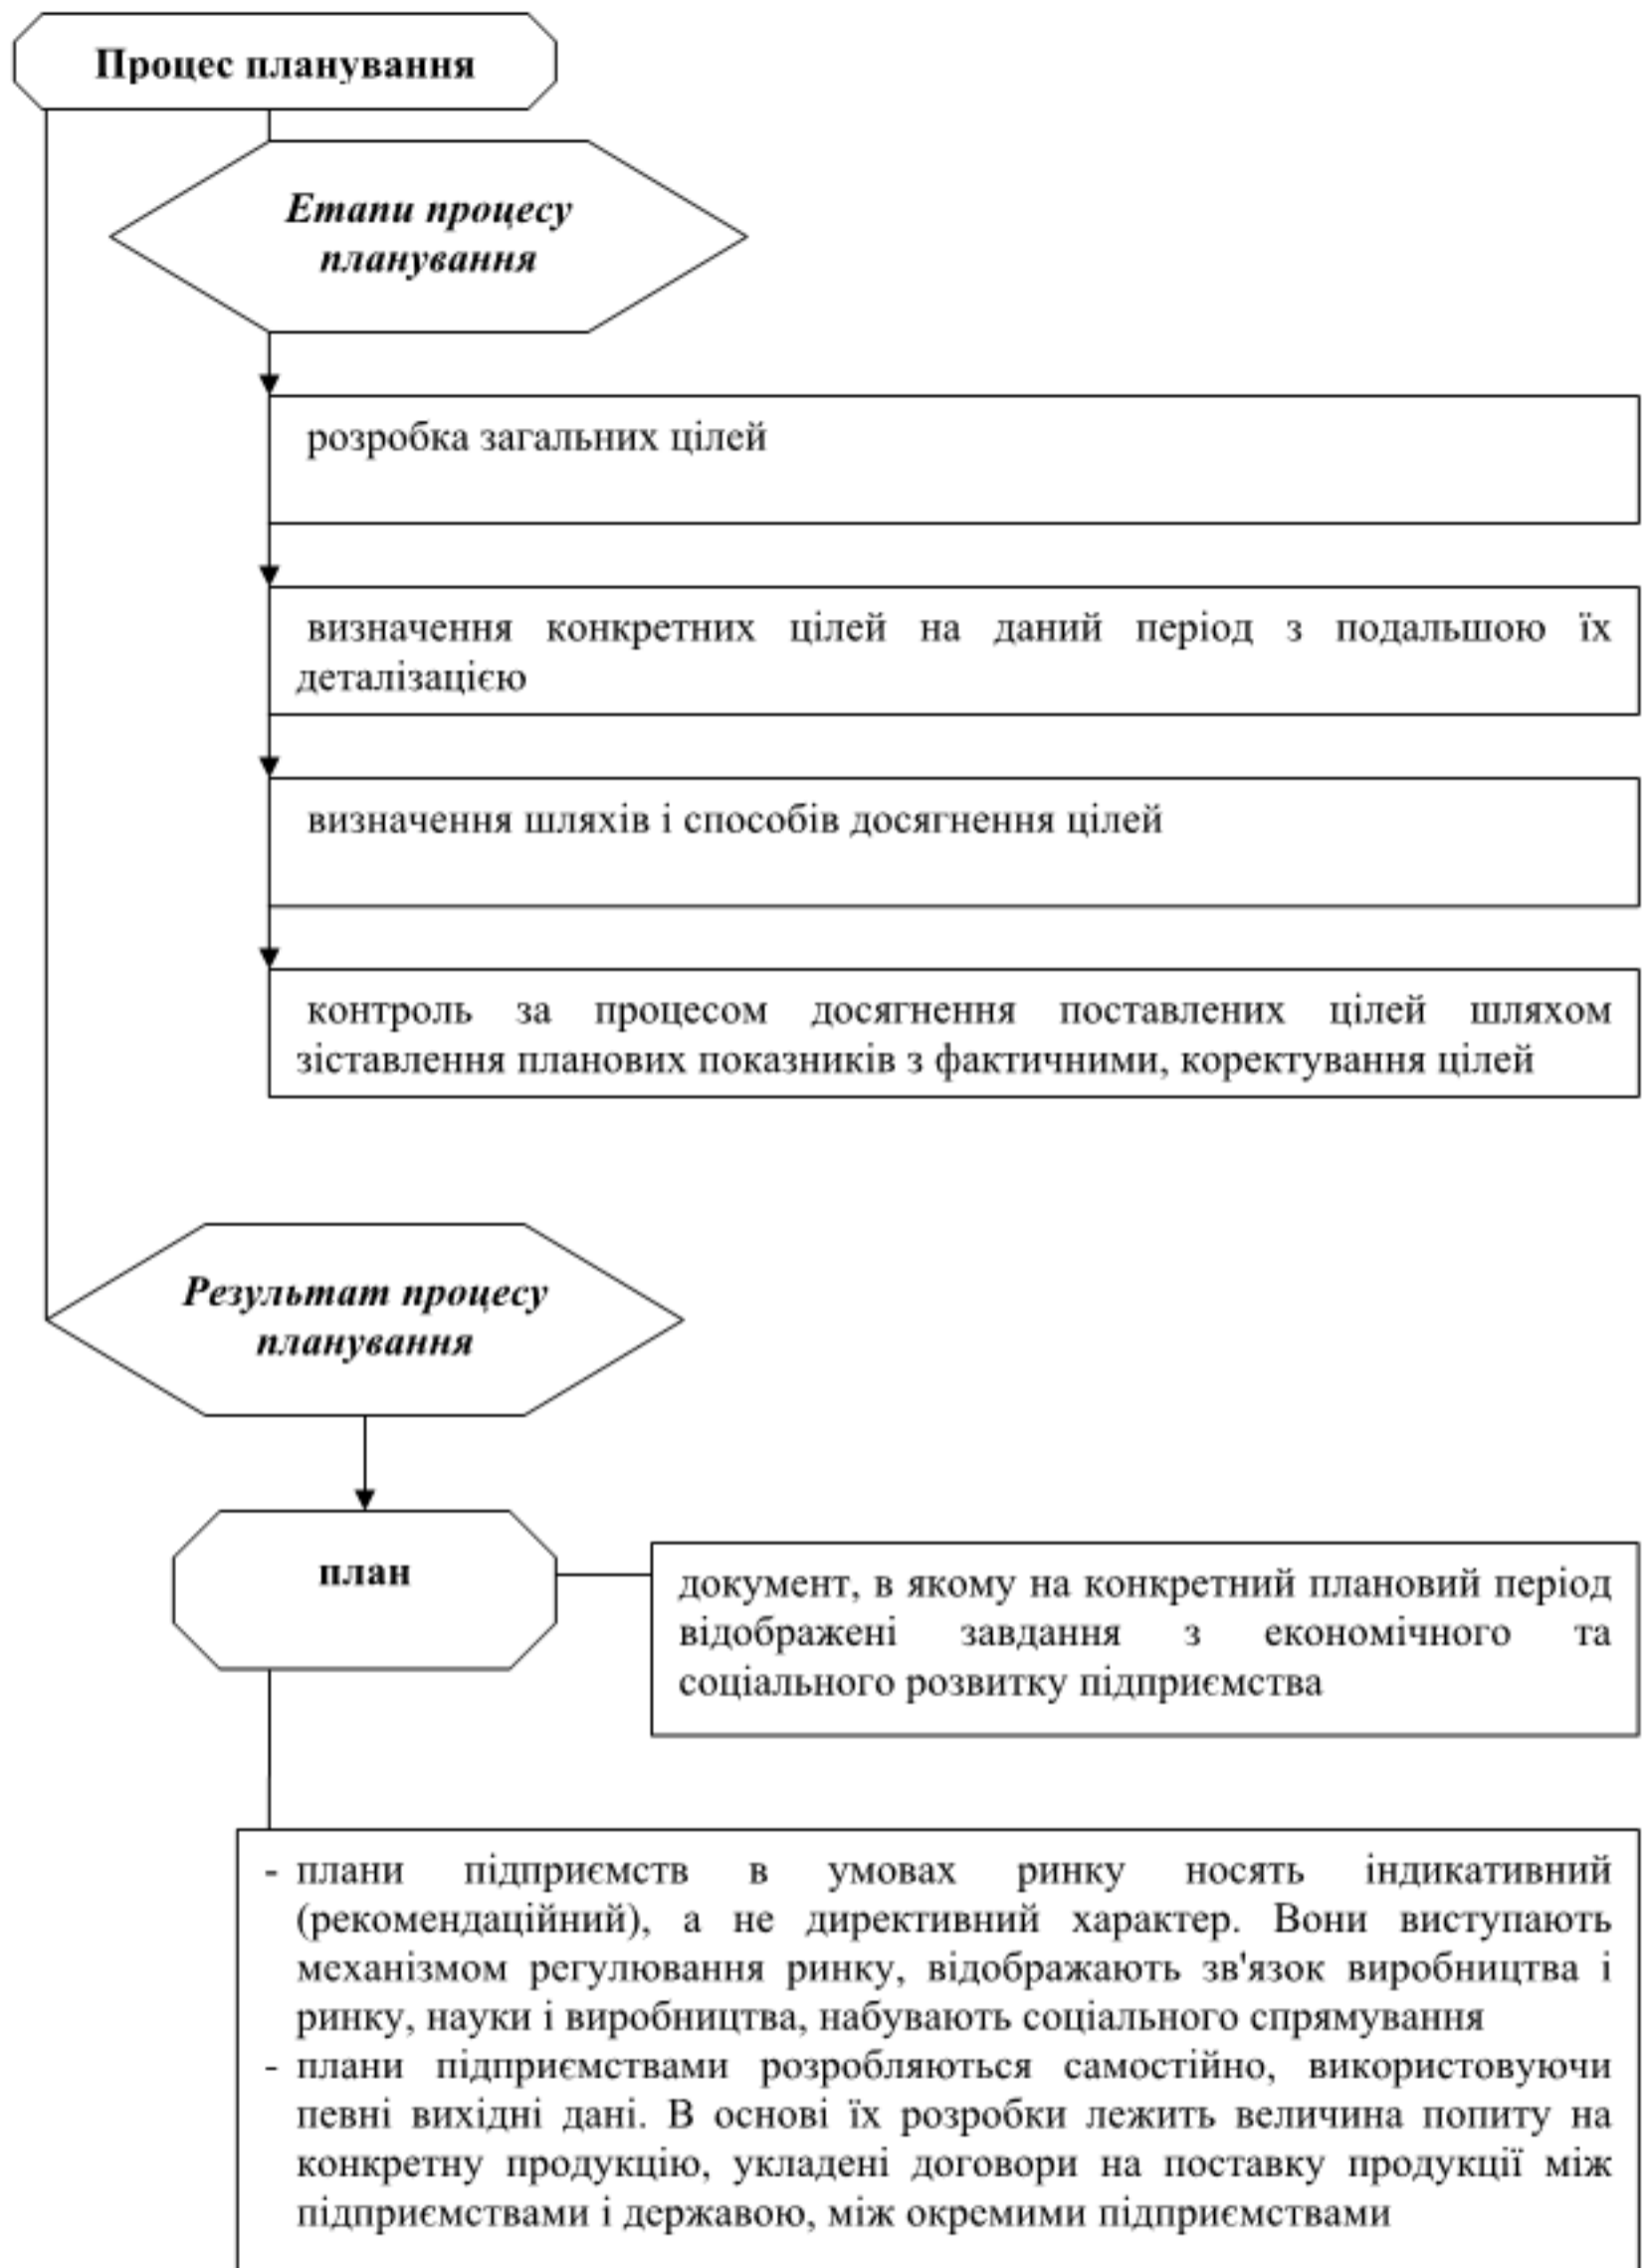 Процес планування
Етапи процесу
планування
розробка загальних цілей
визначення конкретних цілей на даний період з подальшою їх
деталізацією
визначення шляхів і способів досягнення цілей
контроль за процесом досягнення поставлених цілей шляхом
зіставлення планових показників з фактичними, коректування цілей
Результат процесу
планування
план
документ, в якому на конкретний плановий період
відображені завдання з економічного та
соціального розвитку підприємства
- плани підприємств в умовах ринку носять індикативний
(рекомендаційний), а не директивний характер. Вони виступають
механізмом регулювання ринку, відображають зв'язок виробництва і
ринку, науки і виробництва, набувають соціального спрямування
- плани підприємствами розробляються самостійно, використовуючи
певні вихідні дані. В основі їх розробки лежить величина попиту на
конкретну продукцію, укладені договори на поставку продукції між
підприємствами і державою, між окремими підприємствами